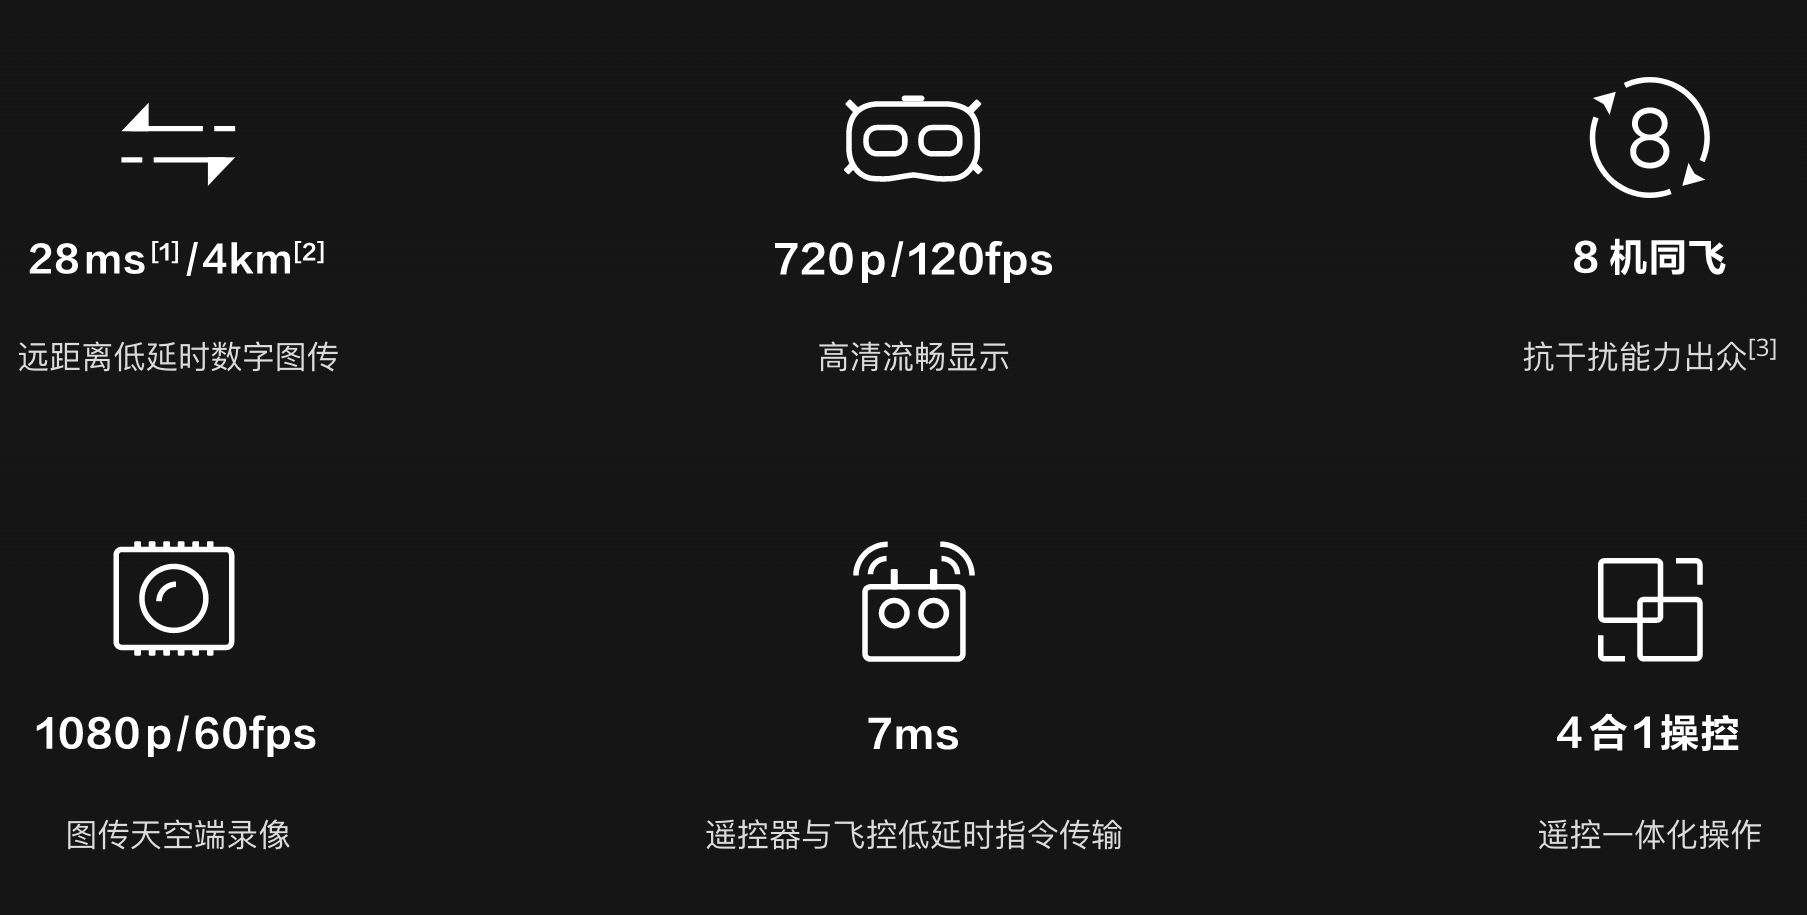 8
28ms[1]/4km[2]
720p/120fps
8 机同飞
远距离低延时数字图传
高清流畅显示
抗干扰能力出众[3]
1080p/60fps
7ms
4合1操控
图传天空端录像
遥控器与飞控低延时指令传输
遥控一体化操作